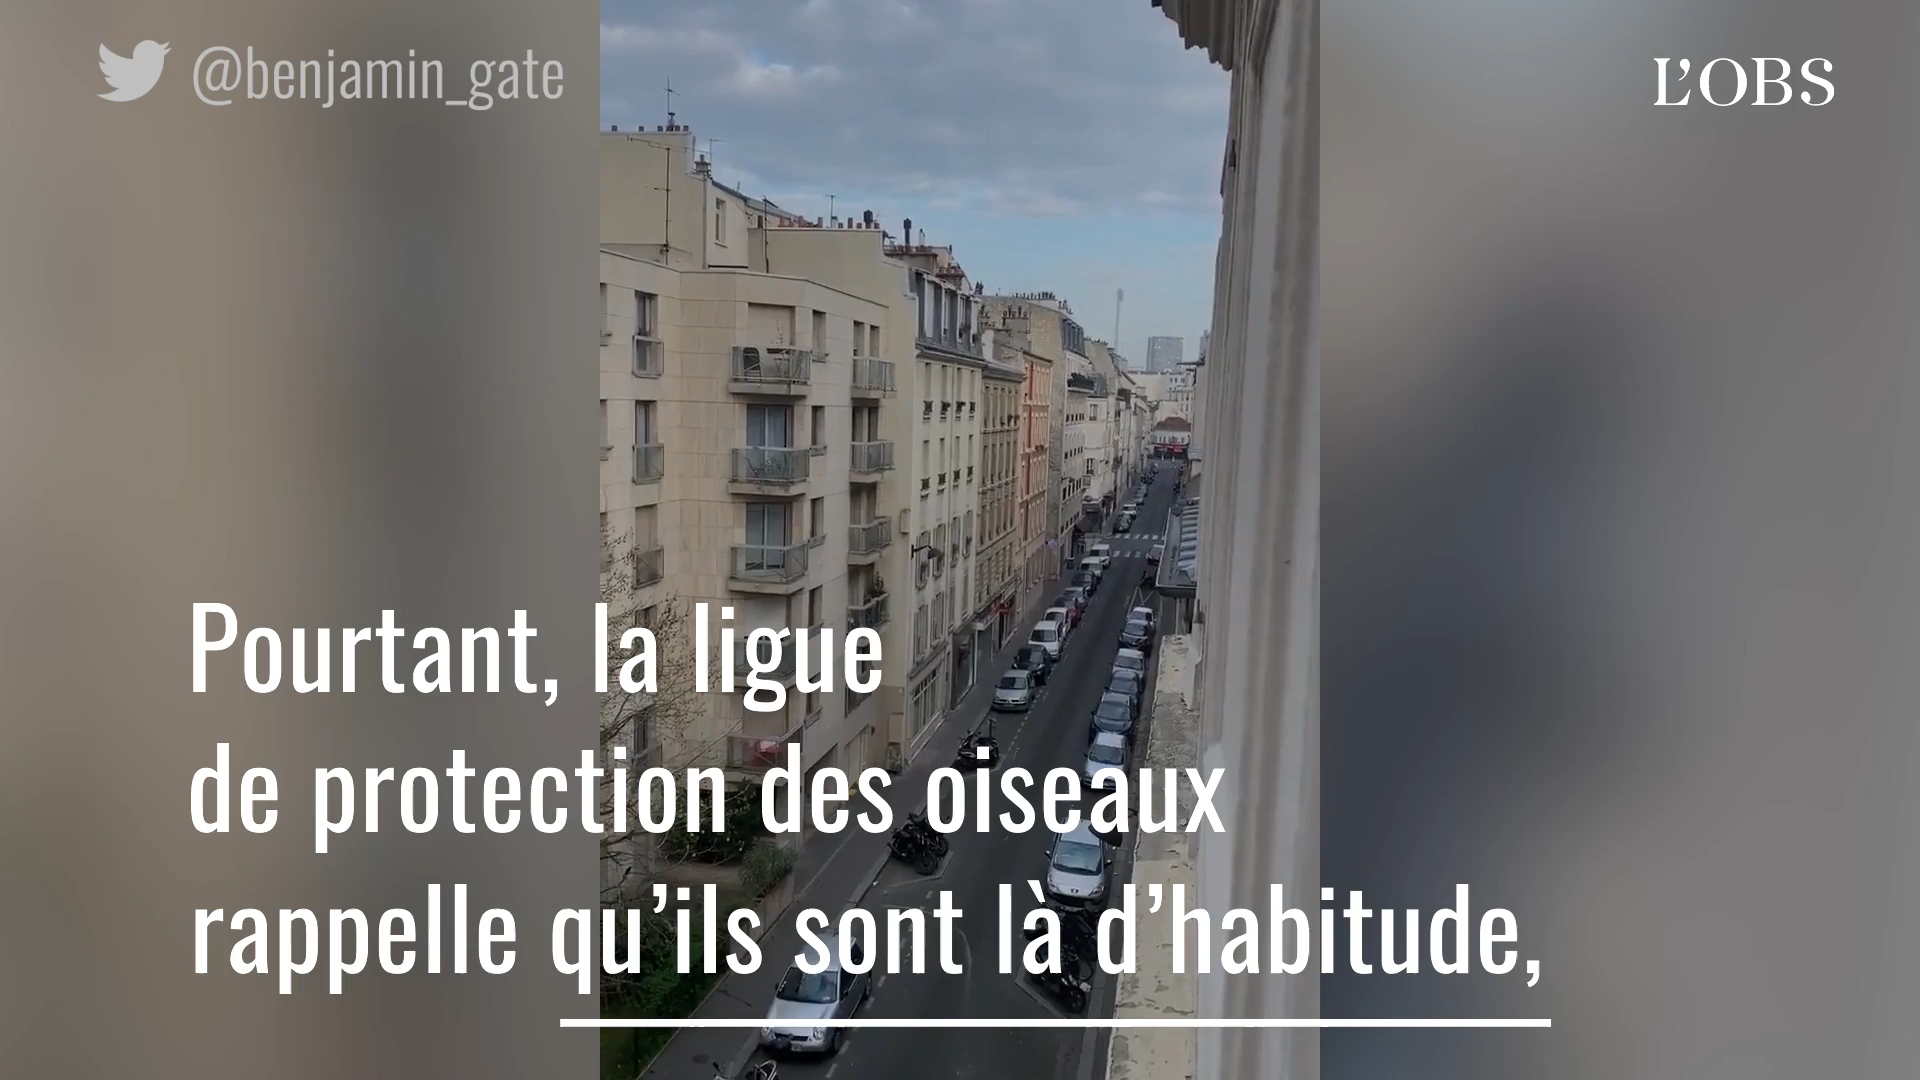 @benjamin_gate
L'OBS
Pourtant, la ligue
de protection des oiseaux
rappelle qu’ils sont là d’habitude,